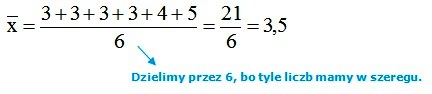 x̄ = (3 + 3 + 3 + 3 + 4 + 5)/6 = 21/6 = 3,5
Dzielimy przez 6, bo tyle liczb mamy w szeregu.